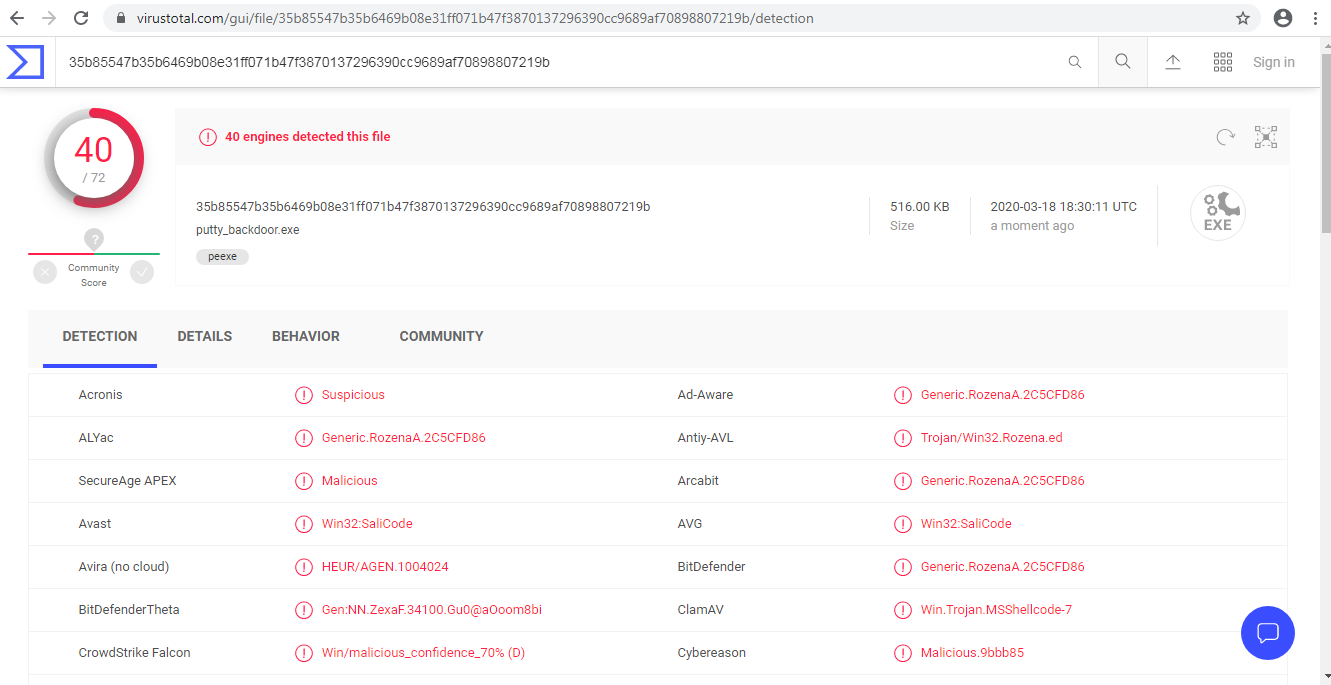 virustotal.com/gui/file/35b85547b35b6469b08e31ff071b47f3870137296390cc9689af70898807219b/detection
35b85547b35b6469b08e31ff071b47f3870137296390cc9689af70898807219b
Sign in
40
/ 72
?
Community
Score
40 engines detected this file
35b85547b35b6469b08e31ff071b47f3870137296390cc9689af70898807219b
putty_backdoor.exe
peexe
516.00 KB
Size
2020-03-18 18:30:11 UTC
a moment ago
EXE
DETECTION DETAILS BEHAVIOR COMMUNITY
Acronis Suspicious Ad-Aware Generic.RozenaA.2C5CFD86
ALYac Generic.RozenaA.2C5CFD86 Antiy-AVL Trojan/Win32.Rozena.ed
SecureAge APEX Malicious Arcabit Generic.RozenaA.2C5CFD86
Avast Win32:SaliCode AVG Win32:SaliCode
Avira (no cloud) HEUR/AGEN.1004024 BitDefender Generic.RozenaA.2C5CFD86
BitDefenderTheta Gen:NN.ZexaF.34100.Gu0@aOoom8bi ClamAV Win.Trojan.MSShellcode-7
CrowdStrike Falcon Win/malicious_confidence_70% (D) Cybereason Malicious.9bbb85